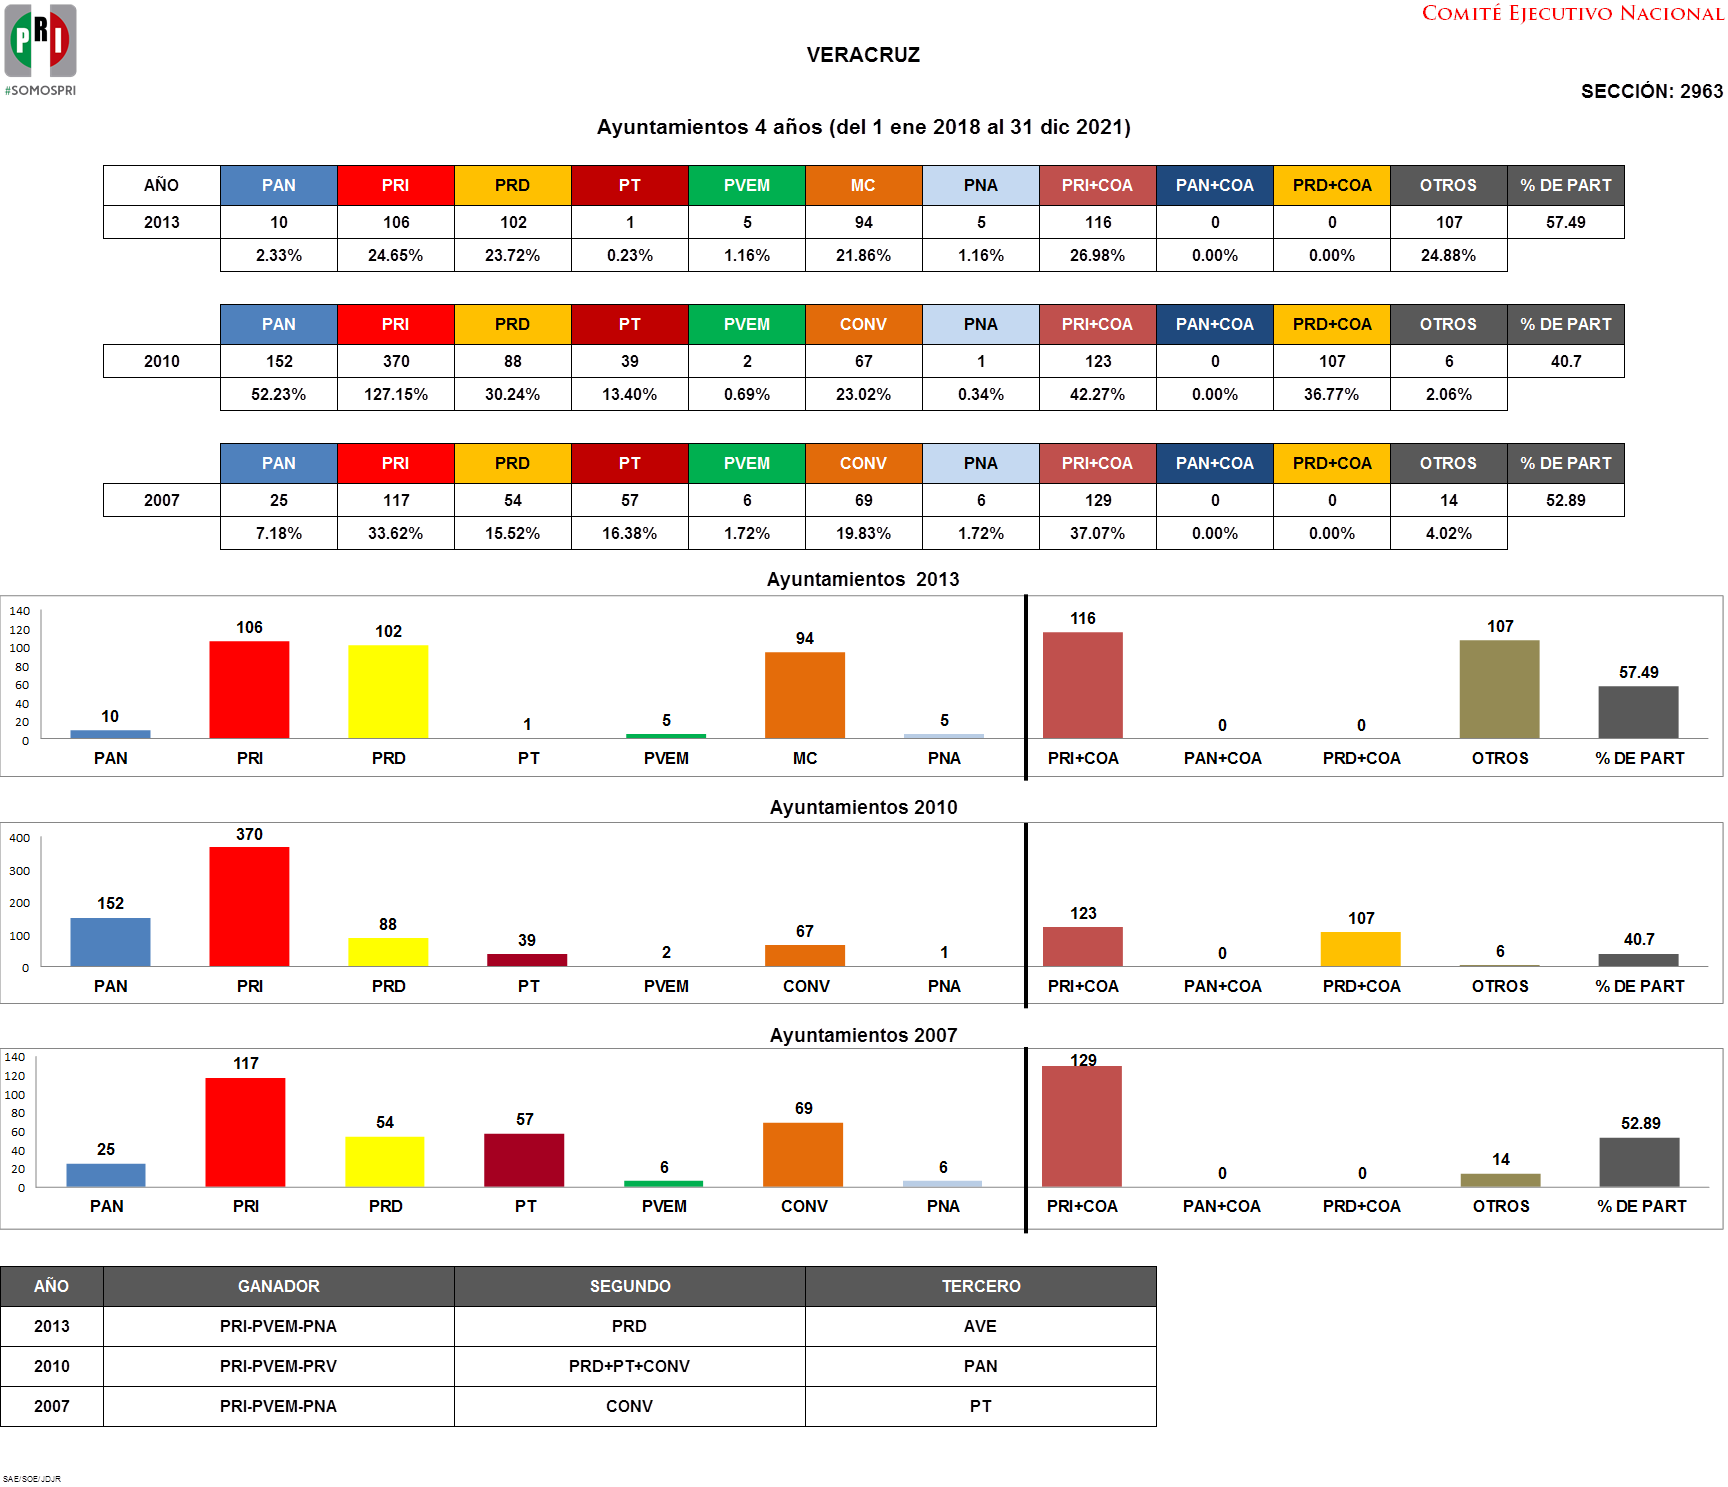 PRI
#SOMOSPRI
COMITÉ EJECUTIVO NACIONAL
VERACRUZ
SECCIÓN: 2963
Ayuntamientos 4 años (del 1 ene 2018 al 31 dic 2021)
AÑO PAN PRI PRD PT PVEM MC PNA PRI+COA PAN+COA PRD+COA OTROS % DE PART
2013 10 106 102 1 5 94 5 116 0 0 107 57.49
2.33% 24.65% 23.72% 0.23% 1.16% 21.86% 1.16% 26.98% 0.00% 0.00% 24.88%
PAN PRI PRD PT PVEM CONV PNA PRI+COA PAN+COA PRD+COA OTROS % DE PART
2010 152 370 88 39 2 67 1 123 0 107 6 40.7
52.23% 127.15% 30.24% 13.40% 0.69% 23.02% 0.34% 42.27% 0.00% 36.77% 2.06%
PAN PRI PRD PT PVEM CONV PNA PRI+COA PAN+COA PRD+COA OTROS % DE PART
2007 25 117 54 57 6 69 6 129 0 0 14 52.89
7.18% 33.62% 15.52% 16.38% 1.72% 19.83% 1.72% 37.07% 0.00% 0.00% 4.02%
Ayuntamientos 2013
140
120
100
80
60
40
20
0
10 106 102 1 5 94 5 116 0 0 107 57.49
PAN PRI PRD PT PVEM MC PNA PRI+COA PAN+COA PRD+COA OTROS % DE PART
Ayuntamientos 2010
400
300
200
100
0
152 370 88 39 2 67 1 123 0 107 6 40.7
PAN PRI PRD PT PVEM CONV PNA PRI+COA PAN+COA PRD+COA OTROS % DE PART
Ayuntamientos 2007
140
120
100
80
60
40
20
0
25 117 54 57 6 69 6 129 0 0 14 52.89
PAN PRI PRD PT PVEM CONV PNA PRI+COA PAN+COA PRD+COA OTROS % DE PART
AÑO GANADOR SEGUNDO TERCERO
2013 PRI-PVEM-PNA PRD AVE
2010 PRI-PVEM-PRV PRD+PT+CONV PAN
2007 PRI-PVEM-PNA CONV PT
SAE/SOE/JDJR